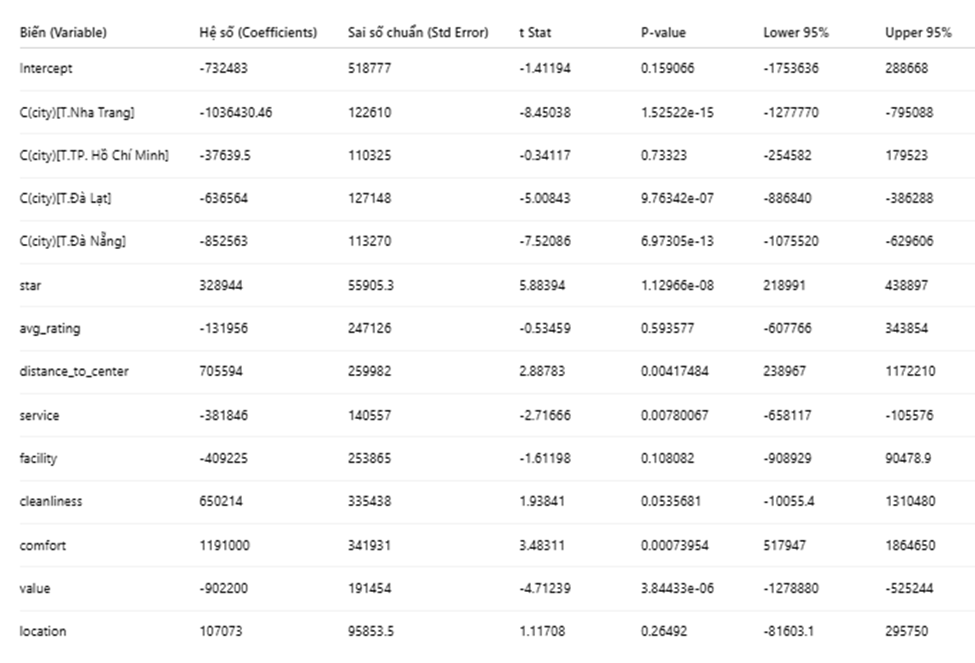 Biến (Variable) Hệ số (Coefficients) Sai số chuẩn (Std Error) t Stat P-value Lower 95% Upper 95%
Intercept -732483 518777 -1.41194 0.159066 -1753636 288668
C(city)[T.Nha Trang] -1036430.46 122610 -8.45038 1.52522e-15 -1277770 -795088
C(city)[T.TP. Hồ Chí Minh] -37639.5 110325 -0.34117 0.73323 -254582 179523
C(city)[T.Đà Lạt] -636564 127148 -5.00843 9.76342e-07 -886840 -386288
C(city)[T.Đà Nẵng] -852563 113270 -7.52086 6.97305e-13 -1075520 -629606
star 328944 55905.3 5.88394 1.12966e-08 218991 438897
avg_rating -131956 247126 -0.53459 0.593577 -607766 343854
distance_to_center 705594 259982 2.88783 0.00417484 238967 1172210
service -381846 140557 -2.71666 0.00780067 -658117 -105576
facility -409225 253865 -1.61198 0.108082 -908929 90478.9
cleanliness 650214 335438 1.93841 0.0535681 -10055.4 1310480
comfort 1191000 341931 3.48311 0.00073954 517947 1864650
value -902200 191454 -4.71239 3.84433e-06 -1278880 -525244
location 107073 95853.5 1.11708 0.26492 -81603.1 295750